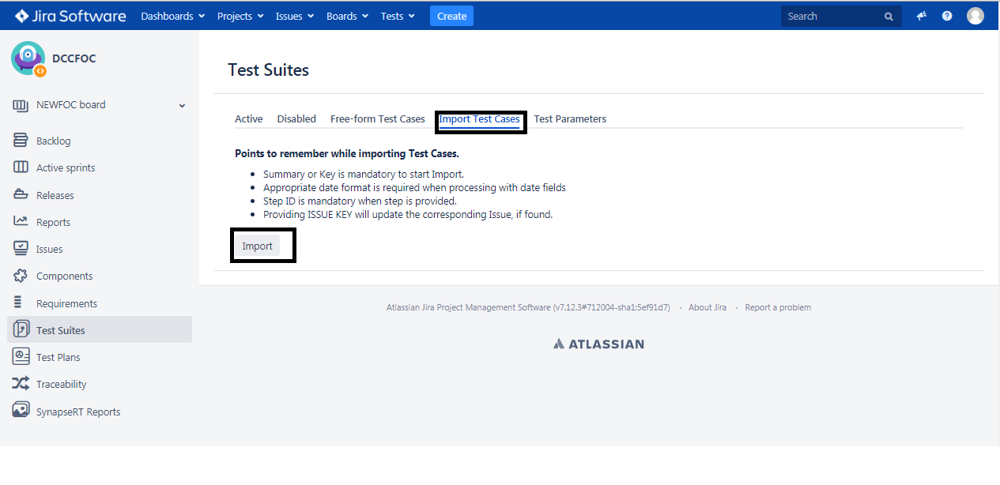 Jira Software Dashboards Projects Issues Boards Tests Create Search
DCCFOC
NEWFOC board
Backlog
Active sprints
Releases
Reports
Issues
Components
Requirements
Test Suites
Test Plans
Traceability
SynapseRT Reports
Test Suites
Active Disabled Free-form Test Cases Import Test Cases Test Parameters
Points to remember while importing Test Cases.
• Summary or Key is mandatory to start Import.
• Appropriate date format is required when processing with date fields
• Step ID is mandatory when step is provided.
• Providing ISSUE KEY will update the corresponding Issue, if found.
Import
Atlassian Jira Project Management Software (v7.12.3#712004-sha1:5ef91d7) · About Jira · Report a problem
ATLASSIAN